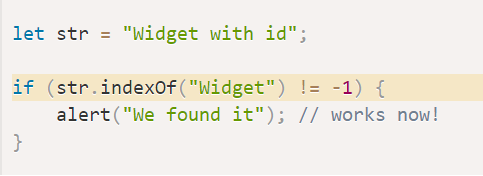 let str = "Widget with id";
if (str.indexOf("Widget") != -1) {
    alert("We found it"); // works now!
}